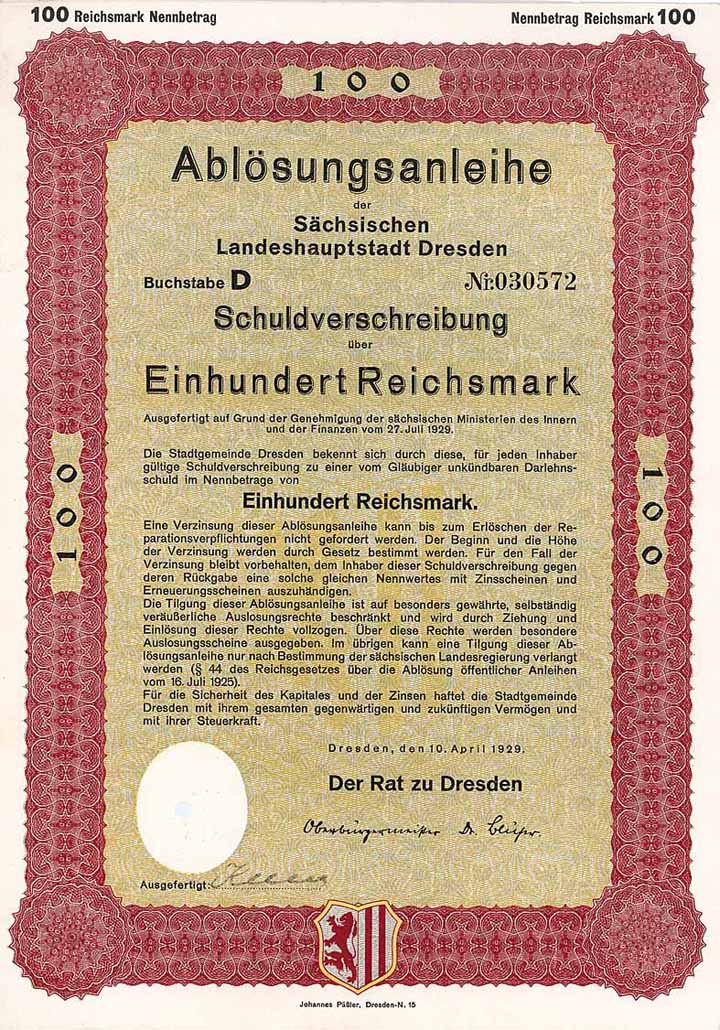 100 Reichsmark Nennbetrag
Nennbetrag Reichsmark 100
100
Ablösungsanleihe
der
Sächsischen
Landeshauptstadt Dresden
Buchstabe D
Nr. 030572
Schuldverschreibung
über
Einhundert Reichsmark
Ausgefertigt auf Grund der Genehmigung der sächsischen Ministerien des Innern
und der Finanzen vom 27. Juli 1929.
100
100
Die Stadtgemeinde Dresden bekennt sich durch diese, für jeden Inhaber
gültige Schuldverschreibung zu einer vom Gläubiger unkündbaren Darlehns-
schuld im Nennbetrage von
Einhundert Reichsmark.
Eine Verzinsung dieser Ablösungsanleihe kann bis zum Erlöschen der Re-
parationsverpflichtungen nicht gefordert werden. Der Beginn und die Höhe
der Verzinsung werden durch Gesetz bestimmt werden. Für den Fall der
Verzinsung bleibt vorbehalten, dem Inhaber dieser Schuldverschreibung gegen
deren Rückgabe eine solche gleichen Nennwertes mit Zinsscheinen und
Erneuerungsscheinen auszuhändigen.
Die Tilgung dieser Ablösungsanleihe ist auf besonders gewährte, selbständig
veräußerliche Auslosungsrechte beschränkt und wird durch Ziehung und
Einlösung dieser Rechte vollzogen. Über diese Rechte werden besondere
Auslosungsscheine ausgegeben. Im übrigen kann eine Tilgung dieser Ab-
lösungsanleihe nur nach Bestimmung der sächsischen Landesregierung verlangt
werden (§ 44 des Reichsgesetzes über die Ablösung öffentlicher Anleihen
vom 16. Juli 1925).
Für die Sicherheit des Kapitales und der Zinsen haftet die Stadtgemeinde
Dresden mit ihrem gesamten gegenwärtigen und zukünftigen Vermögen und
mit ihrer Steuerkraft.
Dresden, den 10. April 1929.
Der Rat zu Dresden
Oberbürgermeister Dr. Blüher.
Ausgefertigt:
Johannes Päßler, Dresden-N. 15